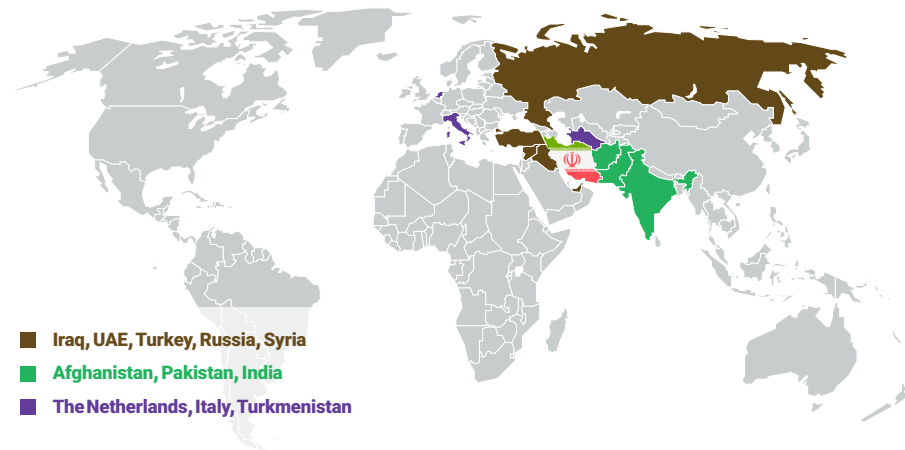 Iraq, UAE, Turkey, Russia, Syria
Afghanistan, Pakistan, India
The Netherlands, Italy, Turkmenistan